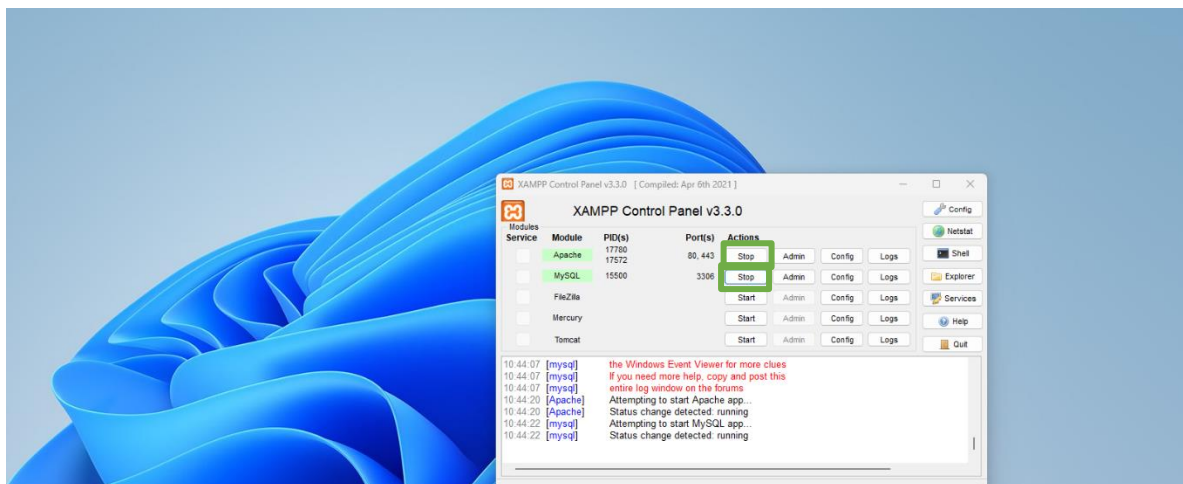 XAMPP Control Panel v3.3.0 [ Compiled: Apr 6th 2021 ]
XAMPP Control Panel v3.3.0
Config
Modules
Service Module PID(s) Port(s) Actions
Netstat
Apache 17780 17572 80, 443 Stop Admin Config Logs
Shell
MySQL 15500 3306 Stop Admin Config Logs
Explorer
FileZilla Start Admin Config Logs
Services
Mercury Start Admin Config Logs
Help
Tomcat Start Admin Config Logs
Quit
10:44:07 [mysql] the Windows Event Viewer for more clues
10:44:07 [mysql] If you need more help, copy and post this
10:44:07 [mysql] entire log window on the forums
10:44:20 [Apache] Attempting to start Apache app...
10:44:20 [Apache] Status change detected: running
10:44:22 [mysql] Attempting to start MySQL app...
10:44:22 [mysql] Status change detected: running